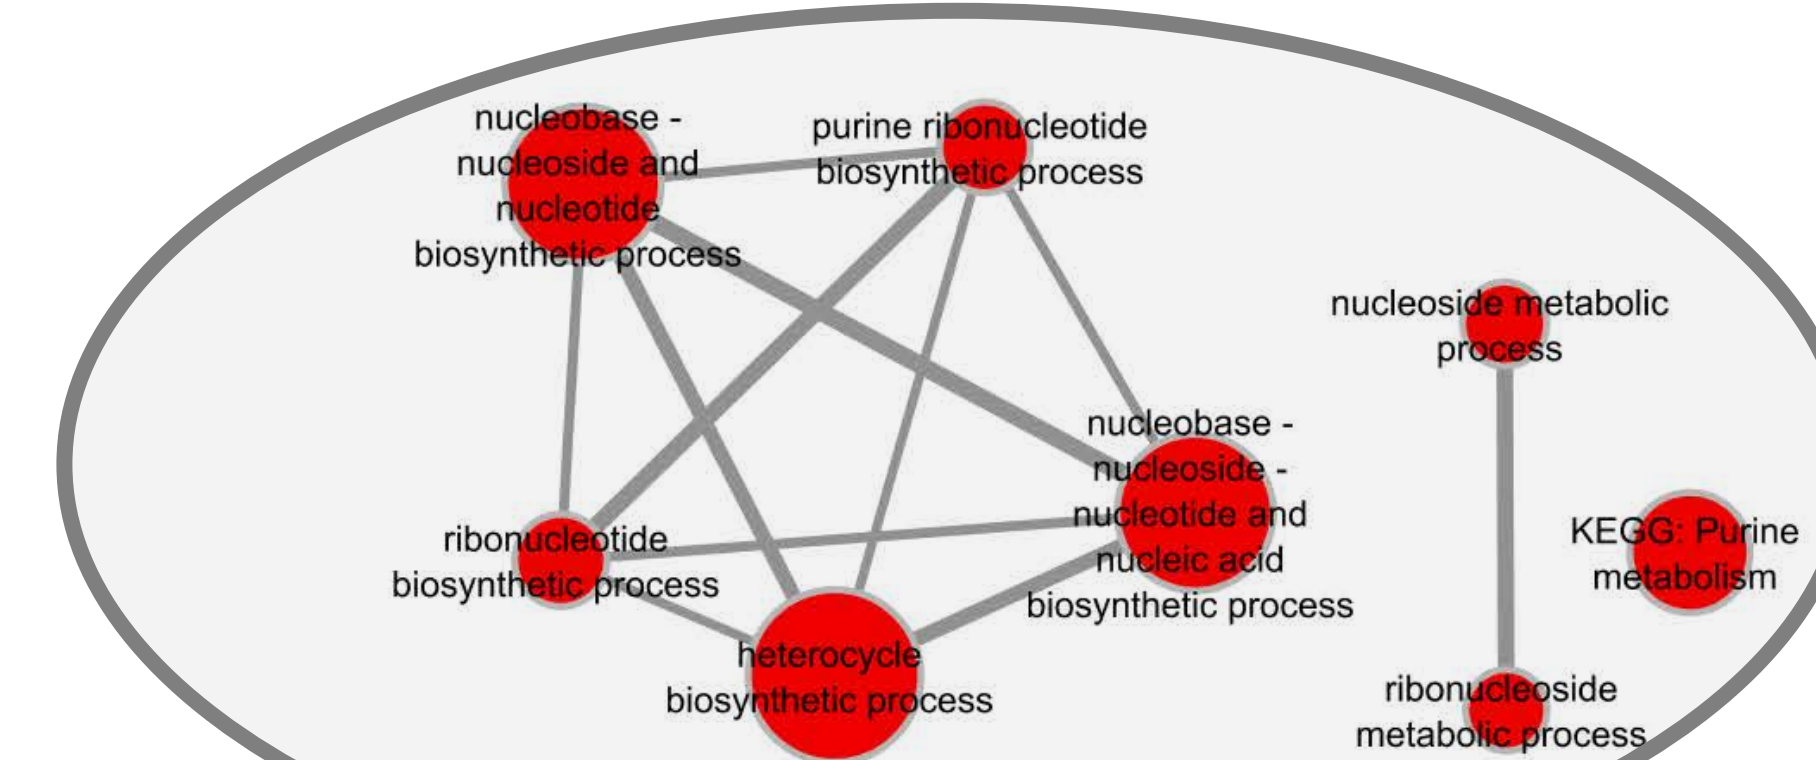 nucleobase -
nucleoside and
nucleotide
biosynthetic process
purine ribonucleotide
biosynthetic process
nucleoside metabolic
process
nucleobase -
nucleoside -
nucleotide and
nucleic acid
biosynthetic process
KEGG: Purine
metabolism
ribonucleotide
biosynthetic process
heterocycle
biosynthetic process
ribonucleoside
metabolic process